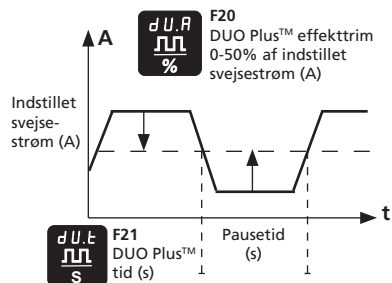 dU.A
%
F20
DUO Plus™ effekttrim
0-50% af indstillet
svejsestrøm (A)
A
Indstillet
svejse-
strøm (A)
t
dU.t
S
F21
DUO Plus™
tid (s)
Pausetid
(s)